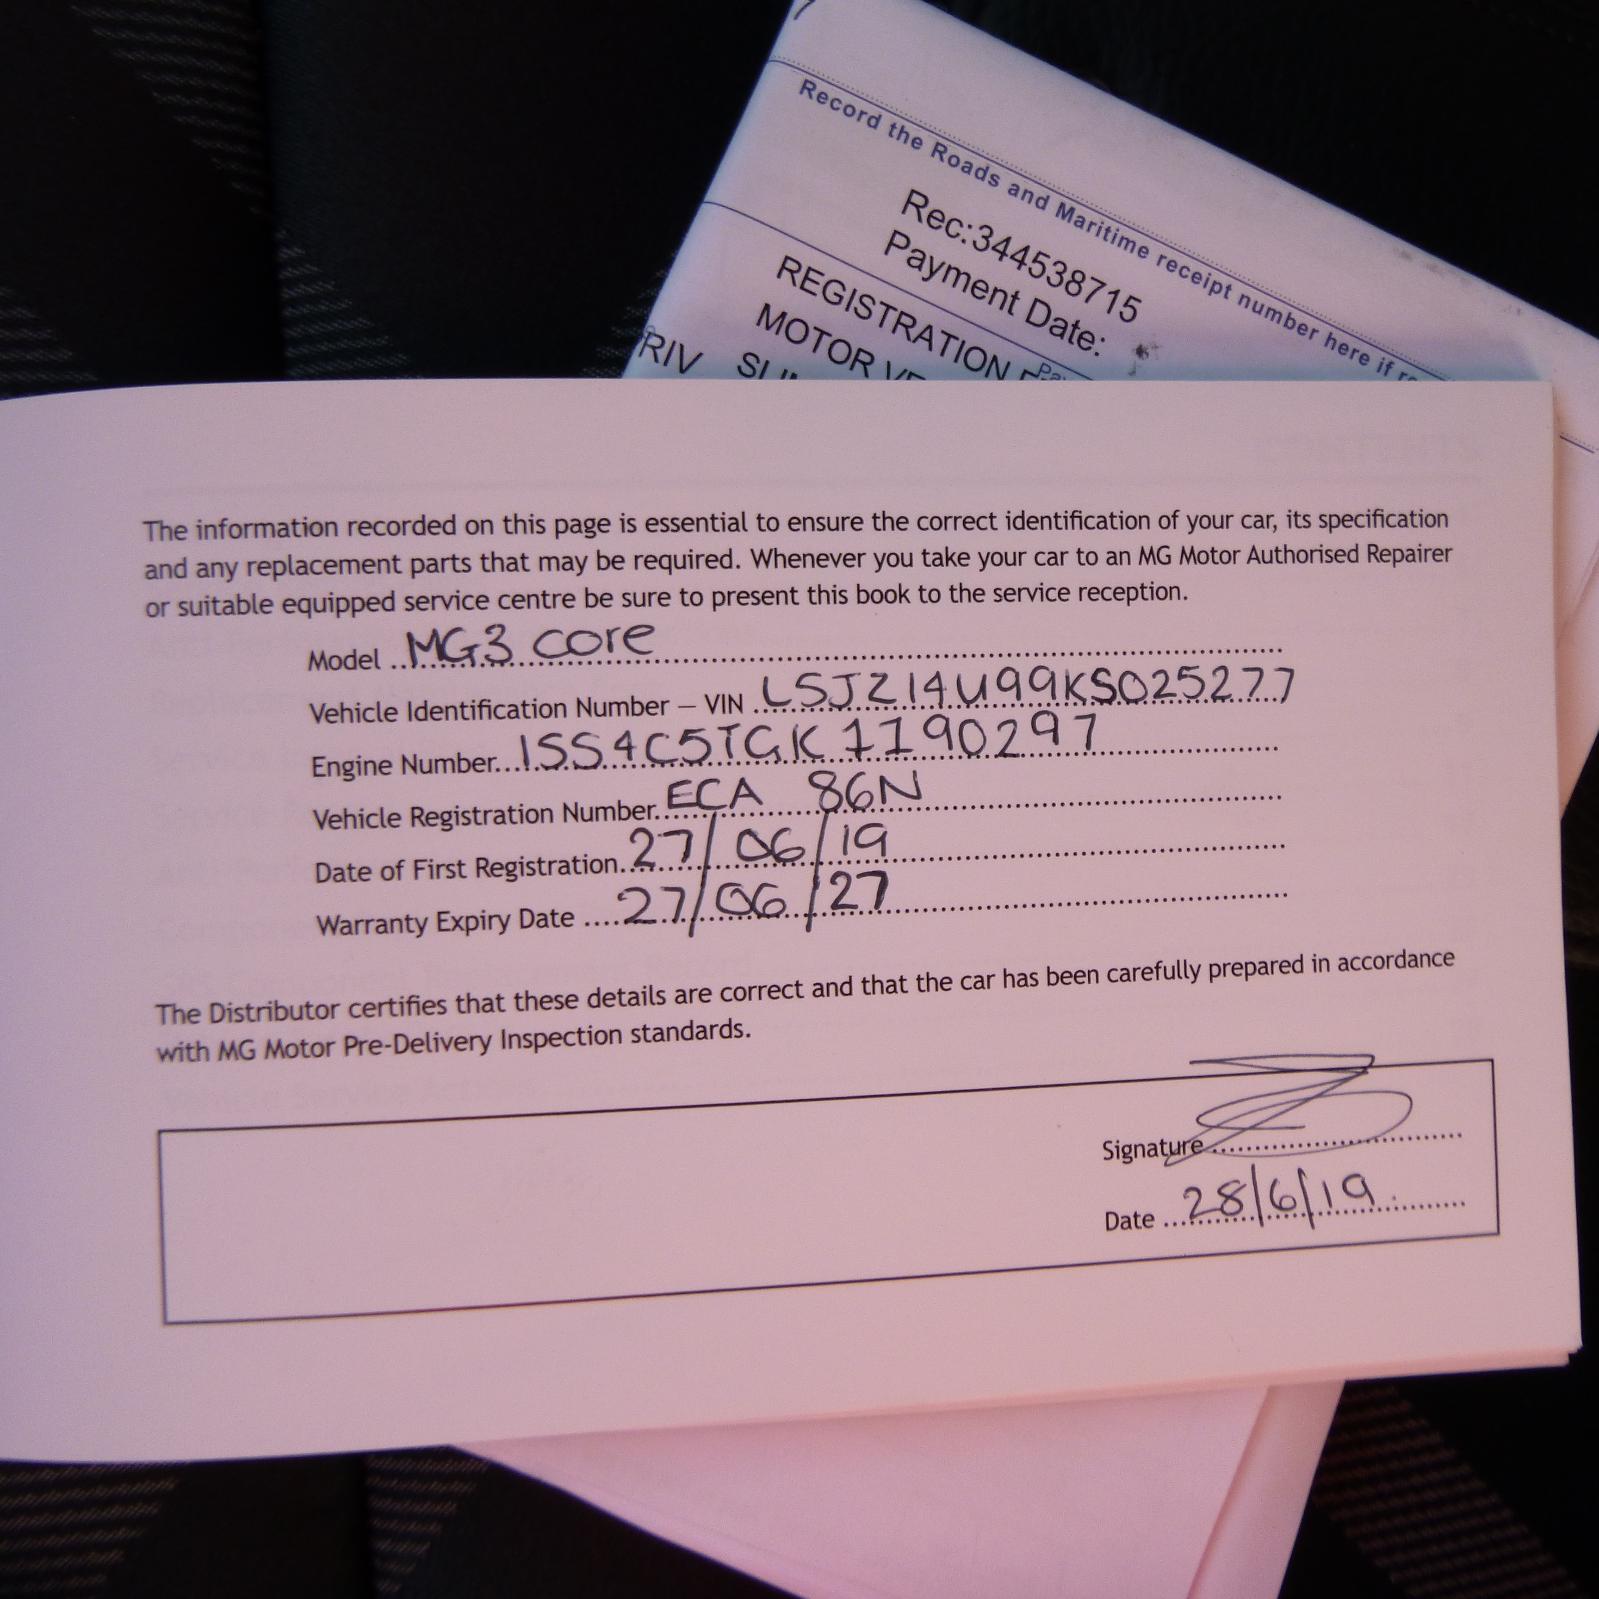 Record the Roads and Maritime receipt number here if
Rec:344538715
Payment Date:
REGISTRATION
MOTOR
RIV
The information recorded on this page is essential to ensure the correct identification of your car, its specification
and any replacement parts that may be required. Whenever you take your car to an MG Motor Authorised Repairer
or suitable equipped service centre be sure to present this book to the service reception.
Model ..MG3 core
Vehicle Identification Number – VIN LSJZ14U99KS025277
Engine Number...15S4C5TGK7190297
Vehicle Registration Number. ECA 86N
Date of First Registration..27/06/19
Warranty Expiry Date ....27/06/27
The Distributor certifies that these details are correct and that the car has been carefully prepared in accordance
with MG Motor Pre-Delivery Inspection standards.
Signature
Date ...28/6/19